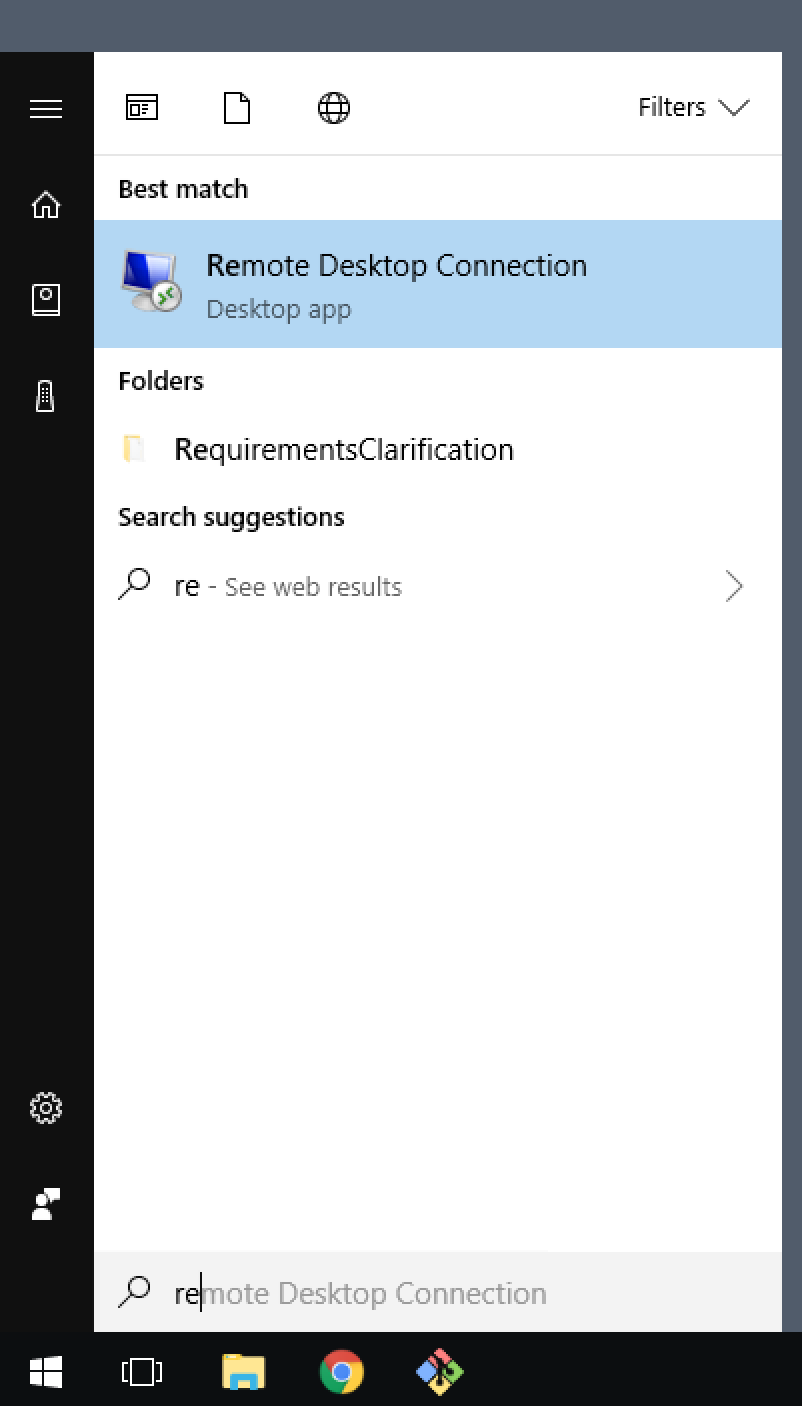 Filters
Best match
Remote Desktop Connection
Desktop app
Folders
RequirementsClarification
Search suggestions
re - See web results
remote Desktop Connection